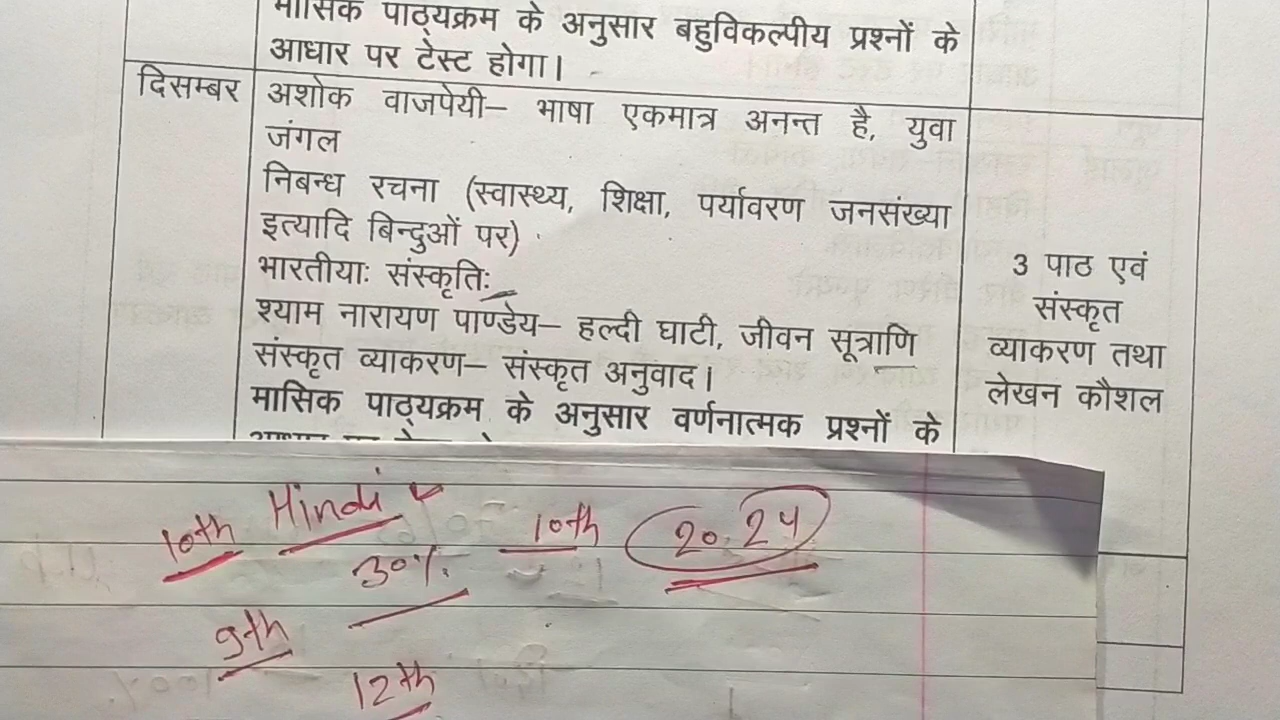 मासिक पाठ्यक्रम के अनुसार बहुविकल्पीय प्रश्नों के
आधार पर टेस्ट होगा।
दिसम्बर
अशोक वाजपेयी– भाषा एकमात्र अनन्त है, युवा
जंगल
निबन्ध रचना (स्वास्थ्य, शिक्षा, पर्यावरण जनसंख्या
इत्यादि बिन्दुओं पर)
भारतीयाः संस्कृतिः
श्याम नारायण पाण्डेय– हल्दी घाटी, जीवन सूत्राणि
संस्कृत व्याकरण– संस्कृत अनुवाद।
मासिक पाठ्यक्रम के अनुसार वर्णनात्मक प्रश्नों के
3 पाठ एवं
संस्कृत
व्याकरण तथा
लेखन कौशल
10th Hindi
30%
10th 2024
9th
12th